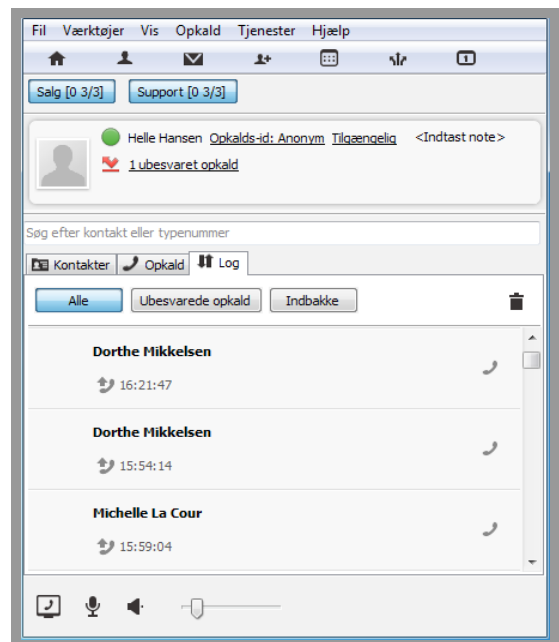 Fil Værktøjer Vis Opkald Tjenester Hjælp
1
Salg [0 3/3] Support [0 3/3]
Helle Hansen Opkalds-id: Anonym Tilgængelig <Indtast note>
1 ubesvaret opkald
Søg efter kontakt eller typenummer
Kontakter Opkald Log
Alle Ubesvarede opkald Indbakke
Dorthe Mikkelsen
16:21:47
Dorthe Mikkelsen
15:54:14
Michelle La Cour
15:59:04